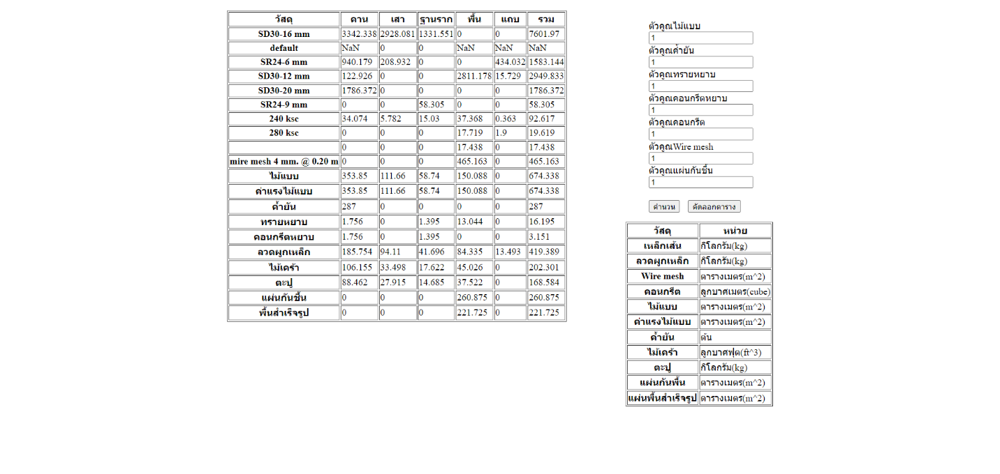 วัสดุ คาน เสา ฐานราก พื้น แถบ รวม
SD30-16 mm 3342.338 2928.081 1331.551 0 0 7601.97
default NaN 0 0 NaN NaN NaN
SR24-6 mm 940.179 208.932 0 0 434.032 1583.144
SD30-12 mm 122.926 0 0 2811.178 15.729 2949.833
SD30-20 mm 1786.372 0 0 0 0 1786.372
SR24-9 mm 0 0 58.305 0 0 58.305
240 ksc 34.074 5.782 15.03 37.368 0.363 92.617
280 ksc 0 0 0 17.719 1.9 19.619
0 0 0 17.438 0 17.438
mire mesh 4 mm. @ 0.20 m 0 0 0 465.163 0 465.163
ไม้แบบ 353.85 111.66 58.74 150.088 0 674.338
ค่าแรงไม้แบบ 353.85 111.66 58.74 150.088 0 674.338
ค้ำยัน 287 0 0 0 0 287
ทรายหยาบ 1.756 0 1.395 13.044 0 16.195
คอนกรีตหยาบ 1.756 0 1.395 0 0 3.151
ลวดผูกเหล็ก 185.754 94.11 41.696 84.335 13.493 419.389
ไม้เคร้า 106.155 33.498 17.622 45.026 0 202.301
ตะปู 88.462 27.915 14.685 37.522 0 168.584
แผ่นกันชื้น 0 0 0 260.875 0 260.875
พื้นสำเร็จรูป 0 0 0 221.725 0 221.725
ตัวคูณไม้แบบ
1
ตัวคูณค้ำยัน
1
ตัวคูณทรายหยาบ
1
ตัวคูณคอนกรีตหยาบ
1
ตัวคูณคอนกรีต
1
ตัวคูณWire mesh
1
ตัวคูณแผ่นกันชื้น
1
คำนวน คัดลอกตาราง
วัสดุ หน่วย
เหล็กเส้น กิโลกรัม(kg)
ลวดผูกเหล็ก กิโลกรัม(kg)
Wire mesh ตารางเมตร(m^2)
คอนกรีต ลูกบาศเมตร(cube)
ไม้แบบ ตารางเมตร(m^2)
ค่าแรงไม้แบบ ตารางเมตร(m^2)
ค้ำยัน ต้น
ไม้เคร้า ลูกบาศฟุต(ft^3)
ตะปู กิโลกรัม(kg)
แผ่นกันพื้น ตารางเมตร(m^2)
แผ่นพื้นสำเร็จรูป ตารางเมตร(m^2)